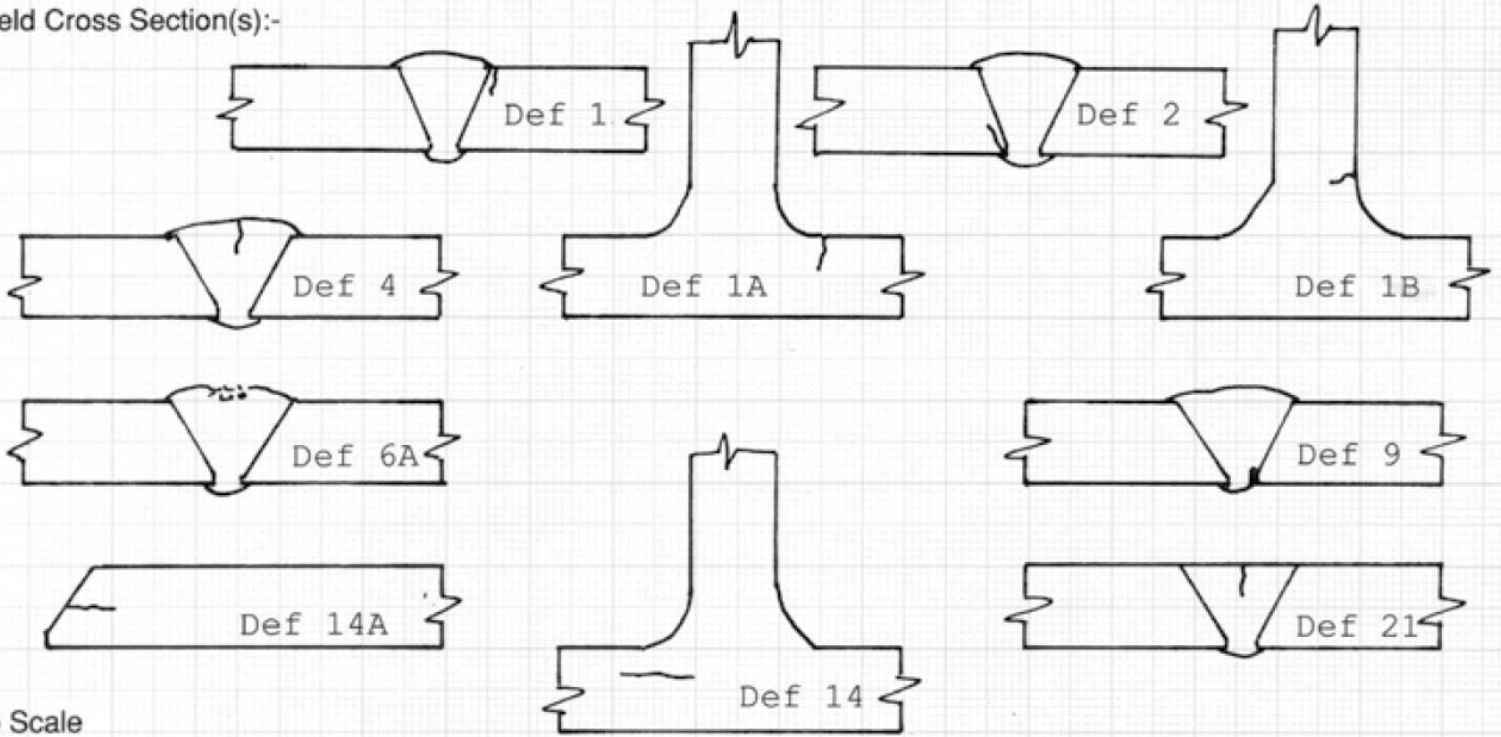 eld Cross Section(s):-
Def 1
Def 2
Def 4
Def 1A
Def 1B
Def 6A
Def 9
Def 14A
Def 14
Def 21
Scale